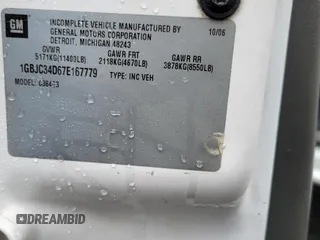 GM
INCOMPLETE VEHICLE MANUFACTURED BY
GENERAL MOTORS CORPORATION
DETROIT, MICHIGAN 48243
10/06
GVWR GAWR FRT GAWR RR
5171KG(11400LB) 2118KG(4670LB) 3878KG(8550LB)
1GBJC34D67E167779 TYPE: INC VEH
MODEL:
DREAMBID